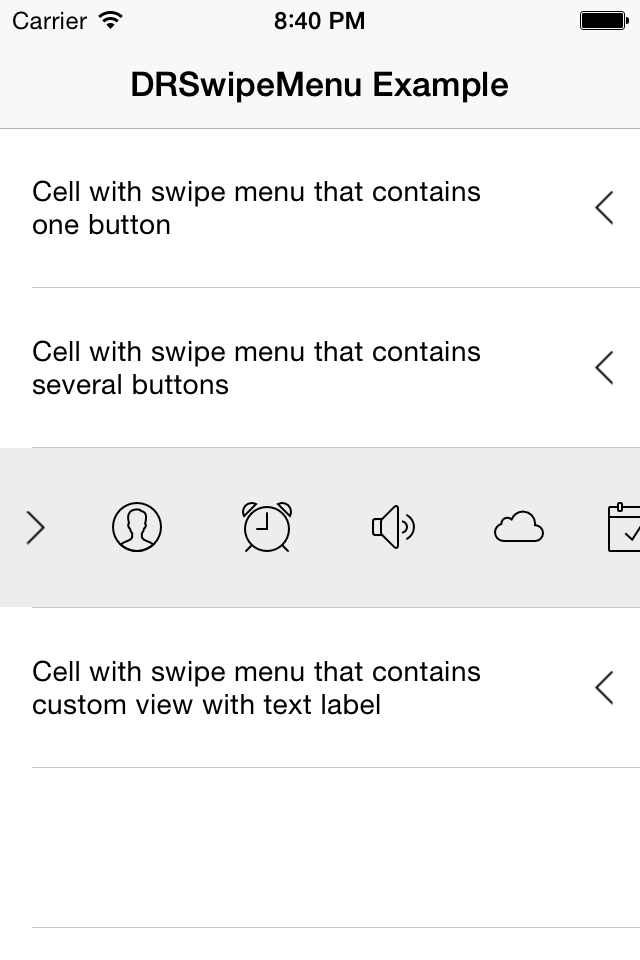 Carrier 8:40 PM
DRSwipeMenu Example
Cell with swipe menu that contains
one button
Cell with swipe menu that contains
several buttons
Cell with swipe menu that contains
custom view with text label